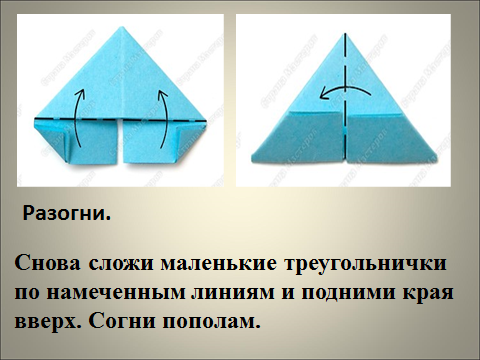 Разогни.
Снова сложи маленькие треугольнички
по намеченным линиям и подними края
вверх. Согни пополам.